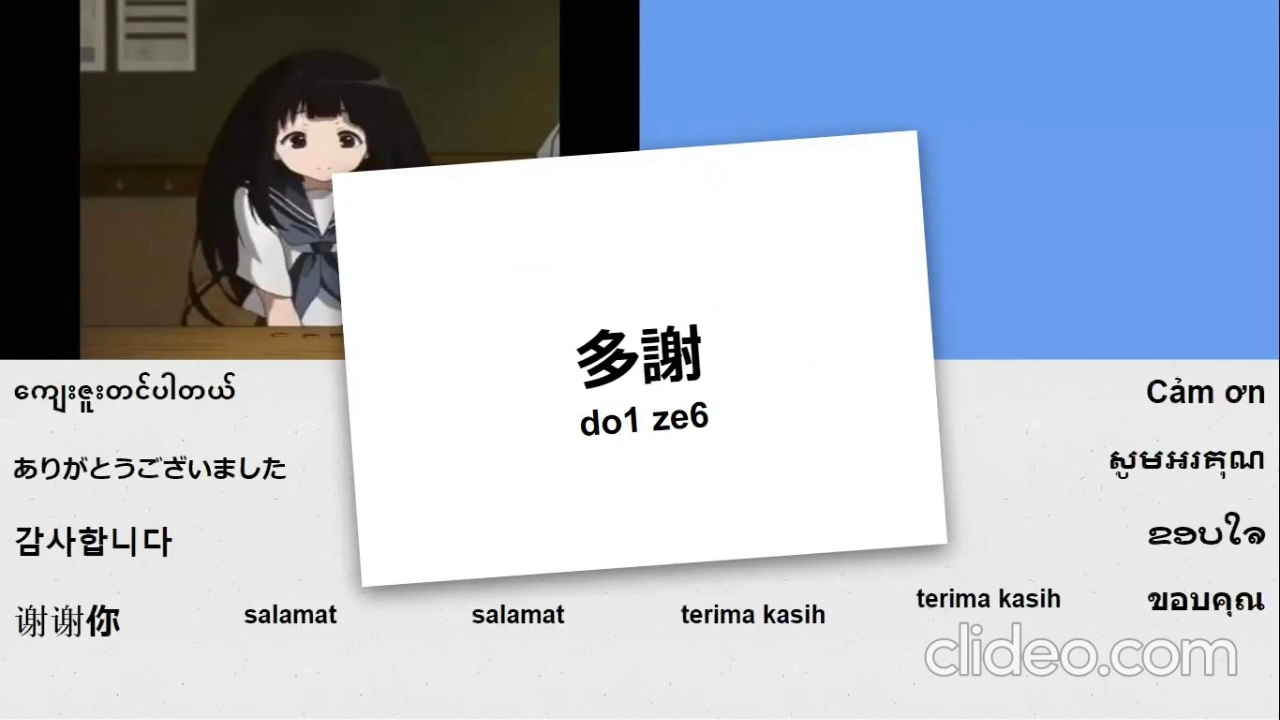 多謝
do1 ze6
ကျေးဇူးတင်ပါတယ်
ありがとうございました
감사합니다
谢谢你
salamat
salamat
terima kasih
terima kasih
Cảm ơn
សូមអរគុណ
ຂອບໃຈ
ขอบคุณ
clideo.com